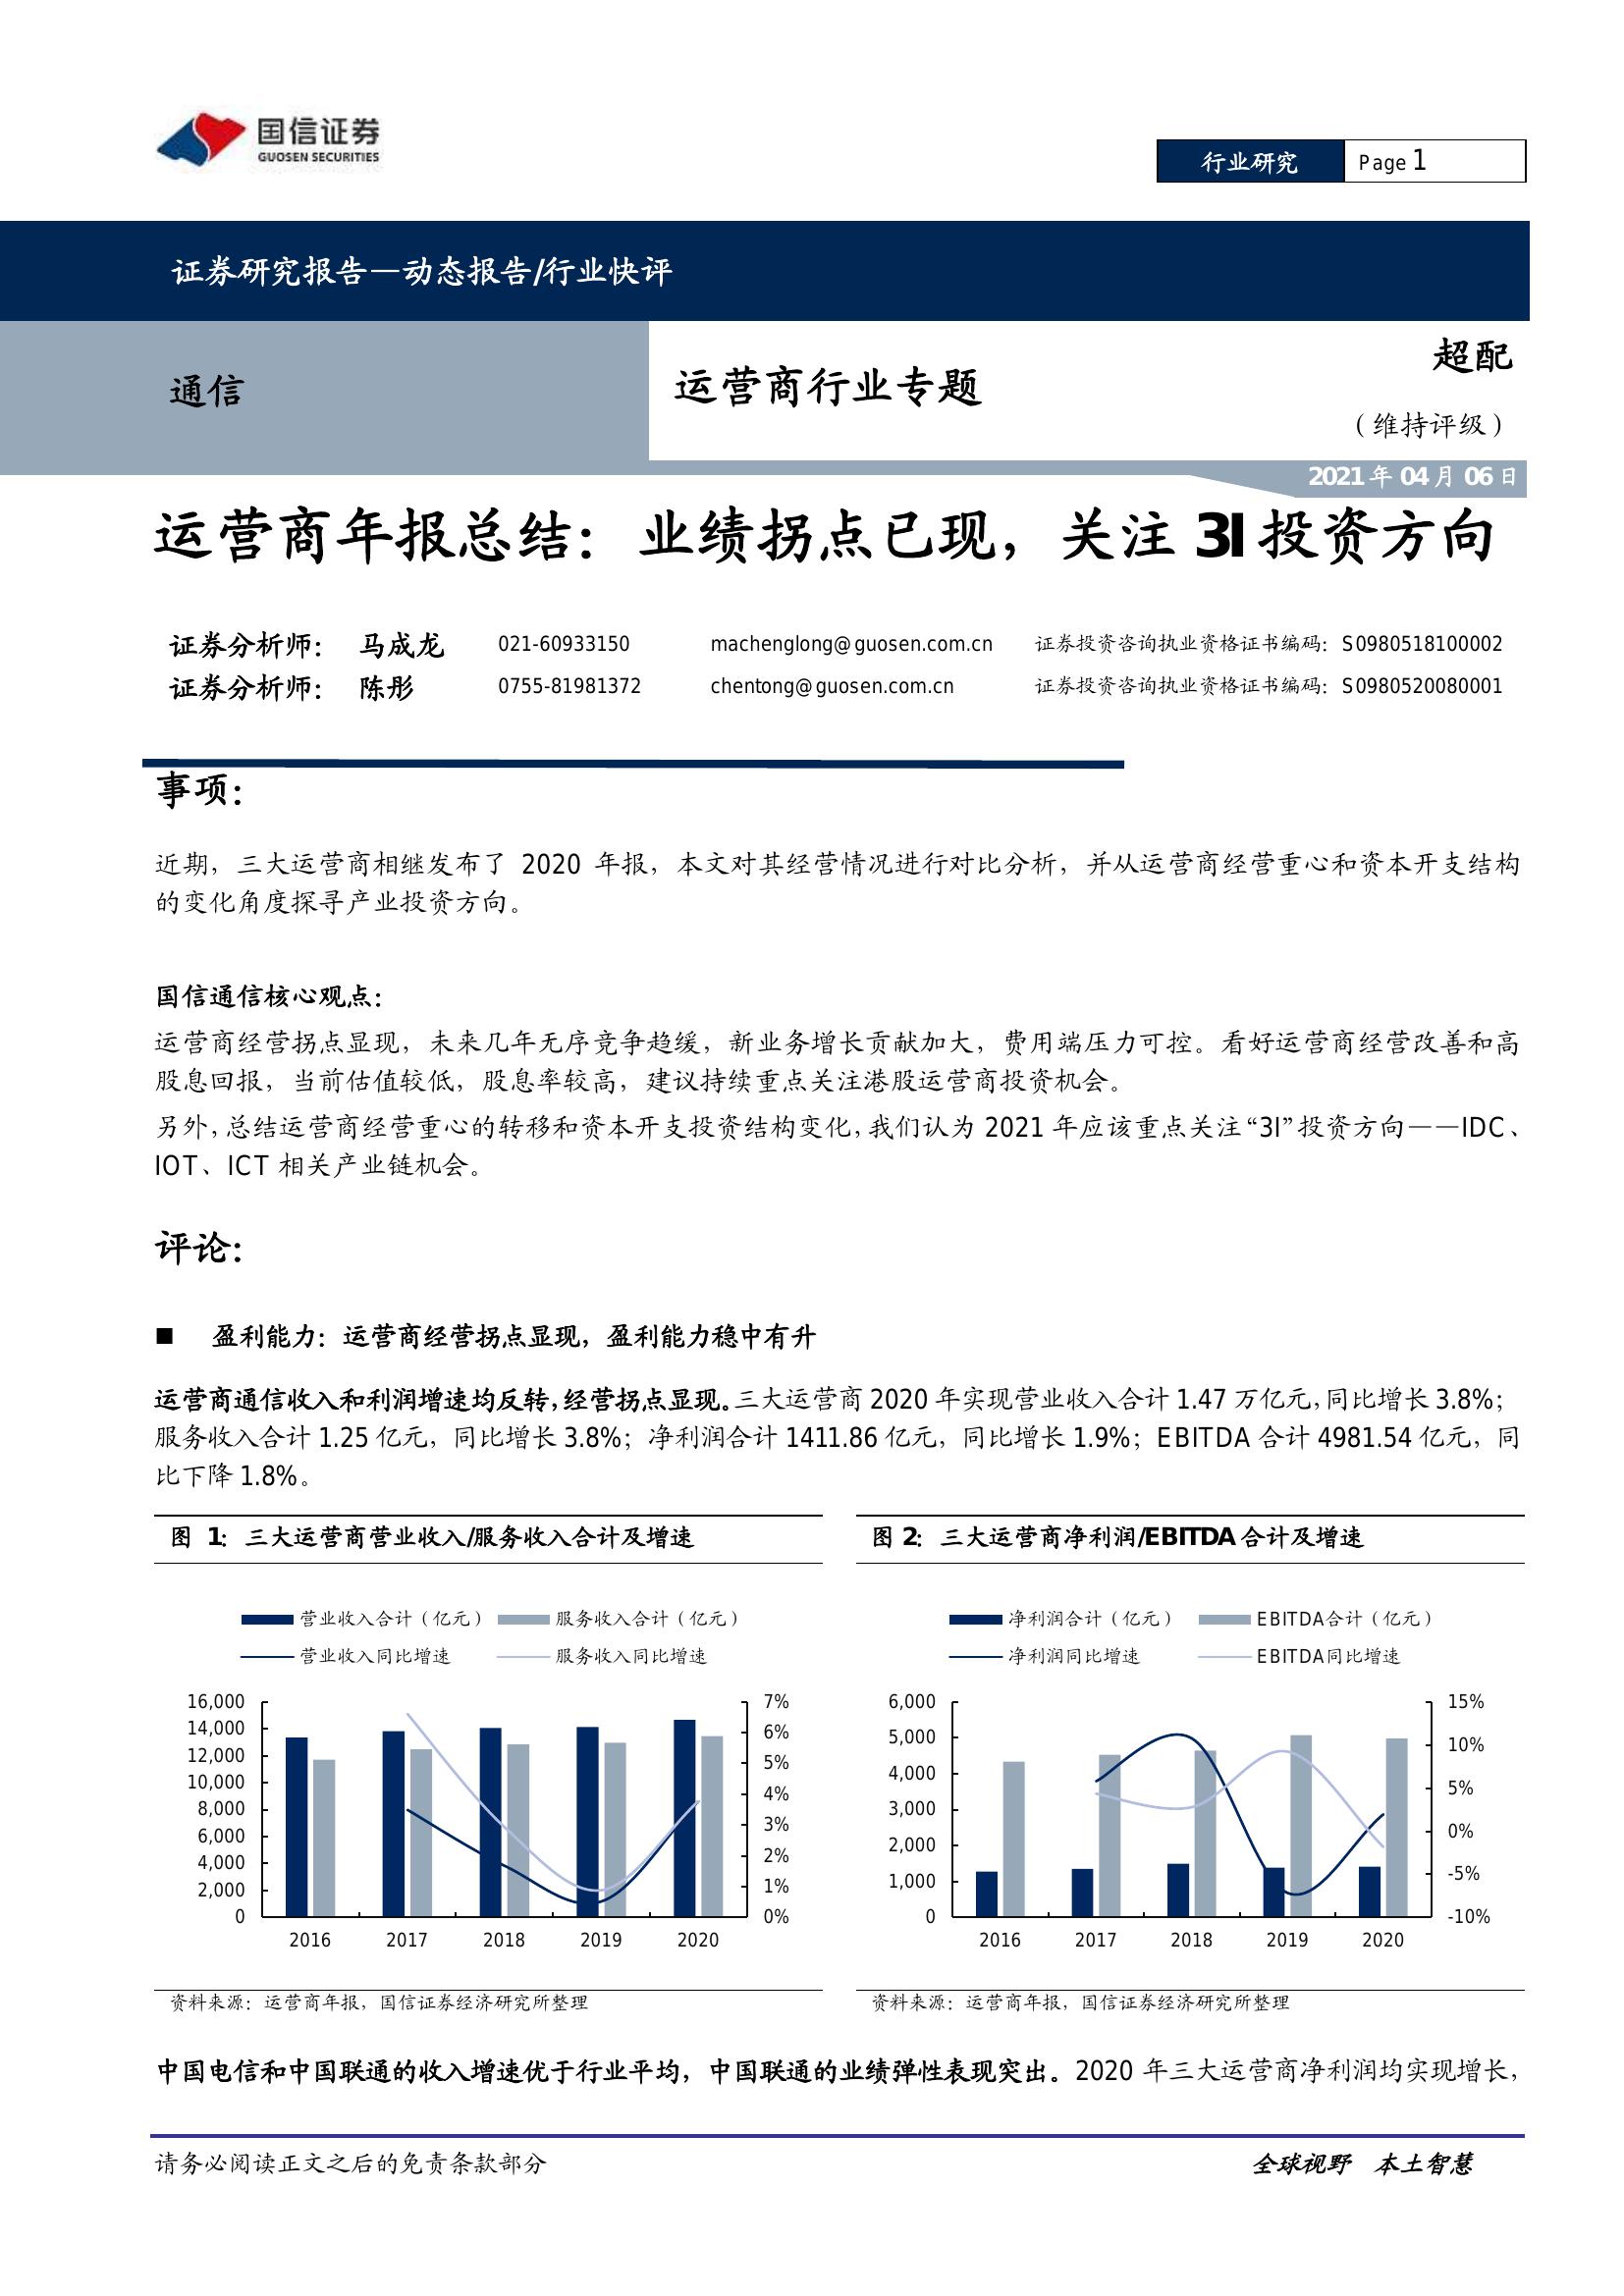 国信证券
GUOSEN SECURITIES
行业研究
Page 1
证券研究报告—动态报告/行业快评
通信
运营商行业专题
超配
（维持评级）
2021 年 04 月 06 日
运营商年报总结：业绩拐点已现，关注 3I 投资方向
证券分析师： 马成龙 021-60933150 machenglong@guosen.com.cn 证券投资咨询执业资格证书编码：S0980518100002
证券分析师： 陈彤 0755-81981372 chentong@guosen.com.cn 证券投资咨询执业资格证书编码：S0980520080001
事项：
近期，三大运营商相继发布了 2020 年报，本文对其经营情况进行对比分析，并从运营商经营重心和资本开支结构
的变化角度探寻产业投资方向。
国信通信核心观点：
运营商经营拐点显现，未来几年无序竞争趋缓，新业务增长贡献加大，费用端压力可控。看好运营商经营改善和高
股息回报，当前估值较低，股息率较高，建议持续重点关注港股运营商投资机会。
另外，总结运营商经营重心的转移和资本开支投资结构变化，我们认为 2021 年应该重点关注“3I”投资方向——IDC、
IOT、ICT 相关产业链机会。
评论：
■ 盈利能力：运营商经营拐点显现，盈利能力稳中有升
运营商通信收入和利润增速均反转，经营拐点显现。三大运营商 2020 年实现营业收入合计 1.47 万亿元，同比增长 3.8%；
服务收入合计 1.25 亿元，同比增长 3.8%；净利润合计 1411.86 亿元，同比增长 1.9%；EBITDA 合计 4981.54 亿元，同
比下降 1.8%。
图 1：三大运营商营业收入/服务收入合计及增速
营业收入合计（亿元） 服务收入合计（亿元）
营业收入同比增速 服务收入同比增速
16,000 7%
14,000 6%
12,000 5%
10,000 4%
8,000 3%
6,000 2%
4,000 1%
2,000 0%
0
2016 2017 2018 2019 2020
资料来源：运营商年报，国信证券经济研究所整理
图 2：三大运营商净利润/EBITDA 合计及增速
净利润合计（亿元） EBITDA合计（亿元）
净利润同比增速 EBITDA同比增速
6,000 15%
5,000 10%
4,000 5%
3,000 0%
2,000 -5%
1,000 -10%
0
2016 2017 2018 2019 2020
资料来源：运营商年报，国信证券经济研究所整理
中国电信和中国联通的收入增速优于行业平均，中国联通的业绩弹性表现突出。2020 年三大运营商净利润均实现增长，
请务必阅读正文之后的免责条款部分
全球视野 本土智慧